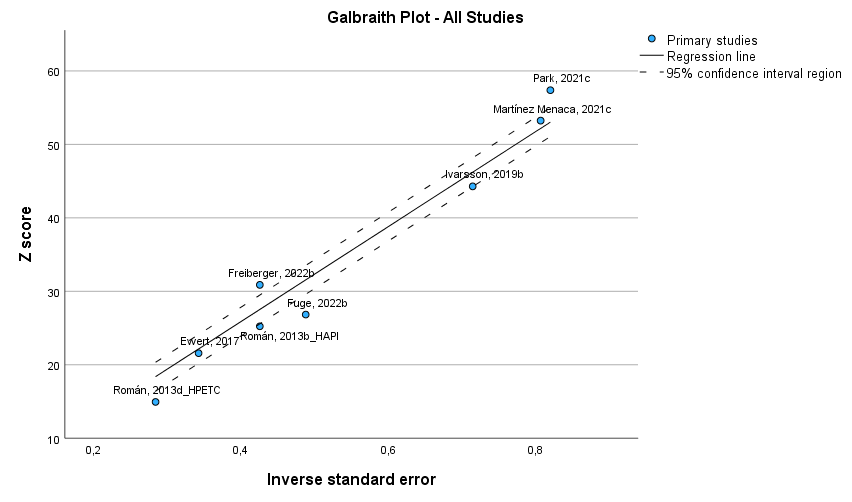 Galbraith Plot - All Studies
Primary studies
Regression line
95% confidence interval region
60
50
40
30
20
10
Z score
Park, 2021c
Martínez Menaca, 2021c
Ivarsson, 2019b
Freiberger, 2022b
Fuge, 2022b
Román, 2013b_HAPI
Ewert, 2017
Román, 2013d_HPETC
0,2
0,4
0,6
0,8
Inverse standard error